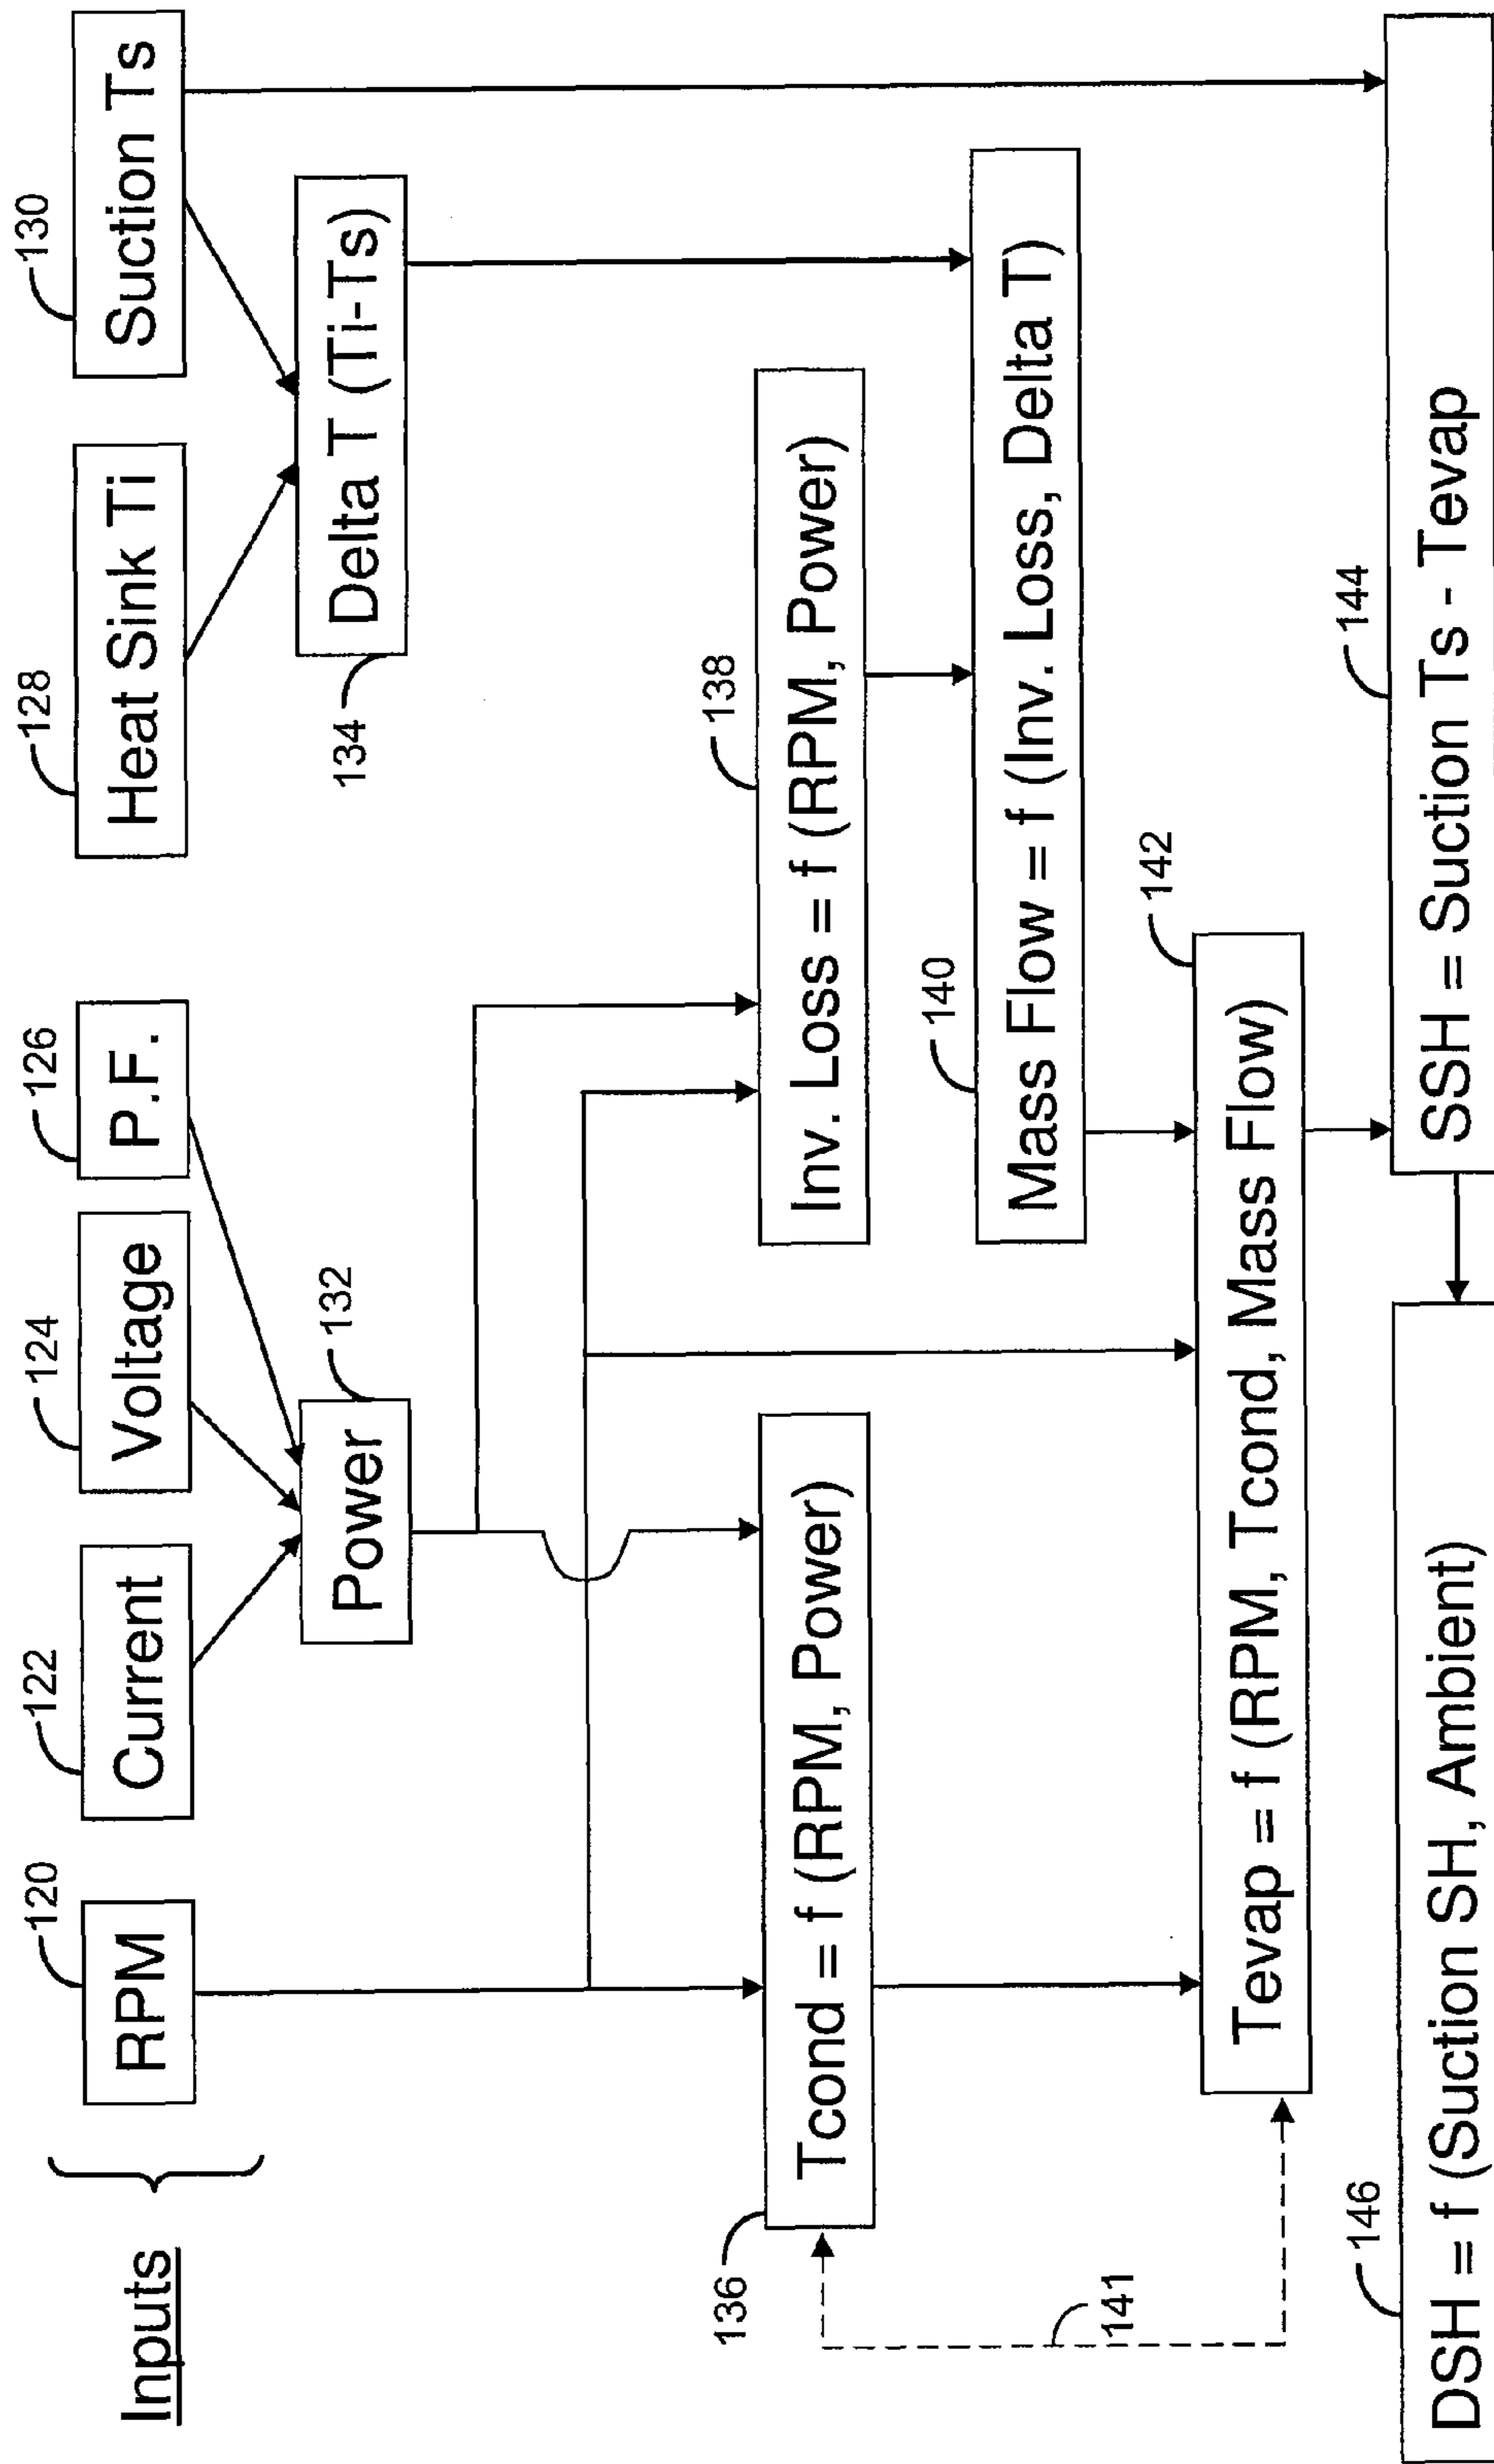 Inputs
120
RPM
122
Current
124
Voltage
126
P.F.
128
Heat Sink Ti
130
Suction Ts
132
Power
134
Delta T (Ti-Ts)
136
Tcond = f (RPM, Power)
138
Inv. Loss = f (RPM, Power)
140
Mass Flow = f (Inv. Loss, Delta T)
141
142
Tevap = f (RPM, Tcond, Mass Flow)
144
SSH = Suction Ts - Tevap
146
DSH = f (Suction SH, Ambient)